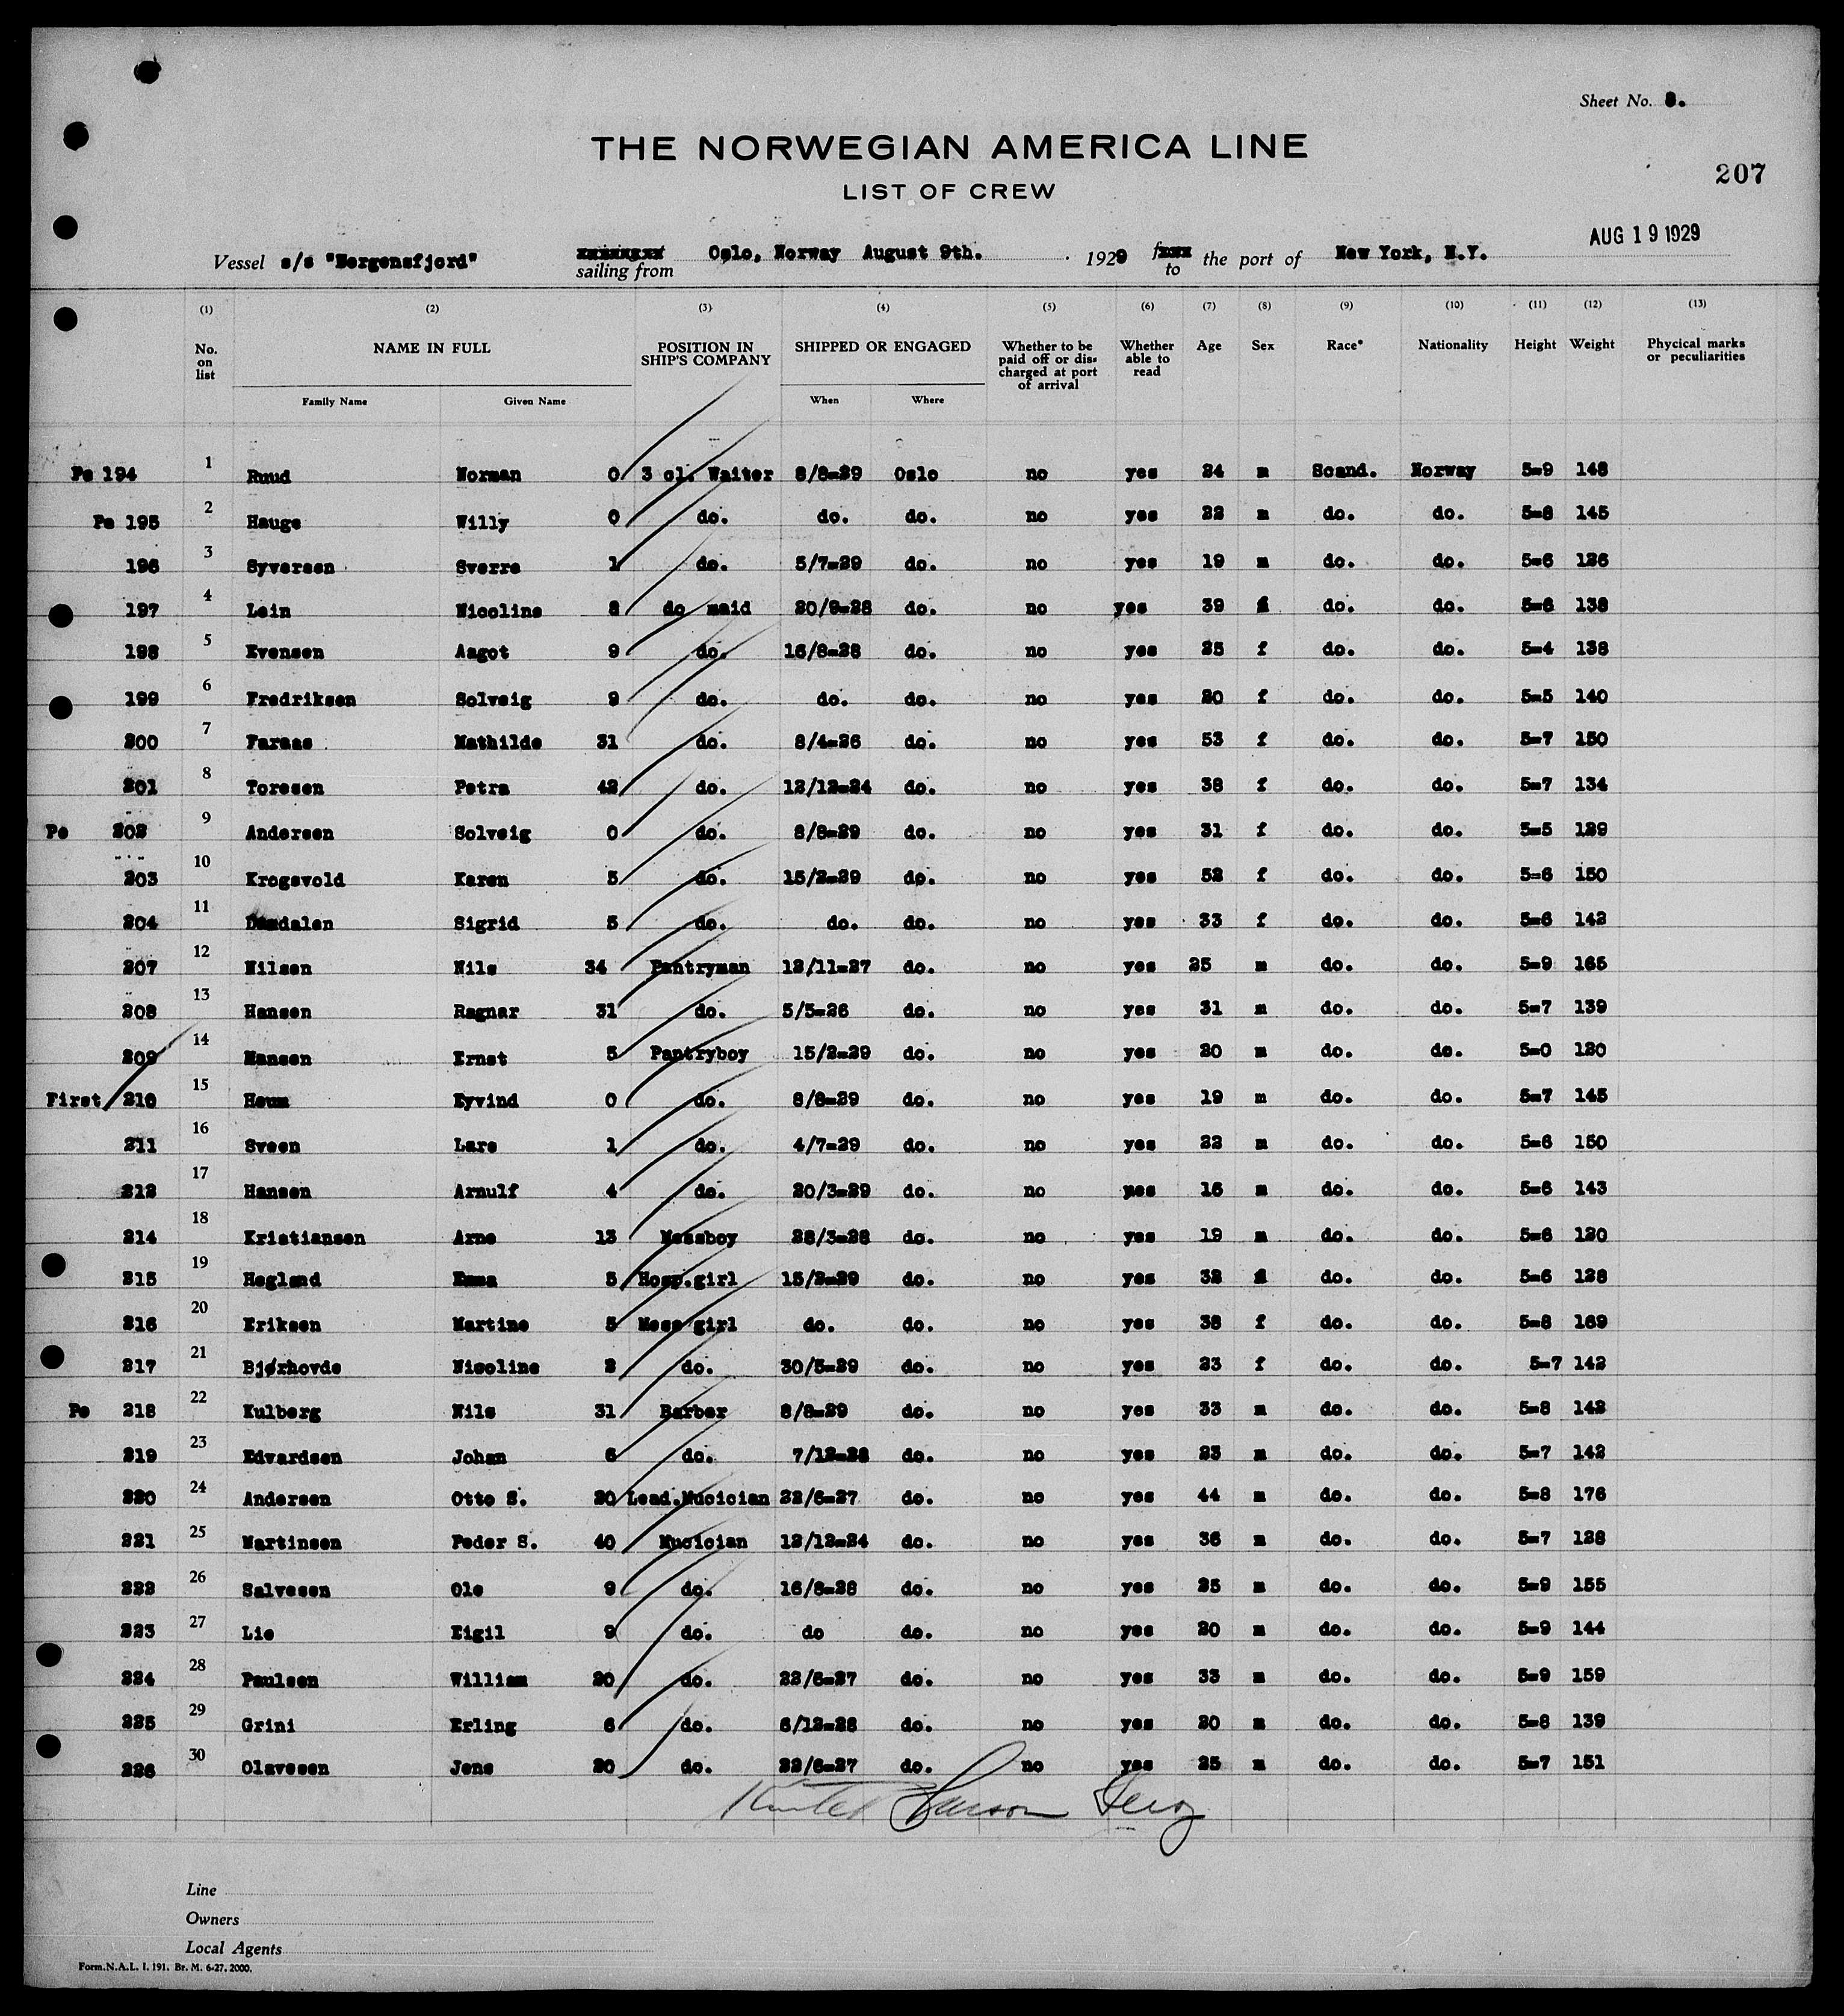 Sheet No. 8.
THE NORWEGIAN AMERICA LINE
207
LIST OF CREW
AUG 19 1929
Vessel s/s "Bergensfjord" sailing from Oslo, Norway August 9th. 1929 to the port of New York, N.Y.
(1) (2) (3) (4) (5) (6) (7) (8) (9) (10) (11) (12) (13)
No. on list NAME IN FULL POSITION IN SHIP'S COMPANY SHIPPED OR ENGAGED Whether to be paid off or discharged at port of arrival Whether able to read Age Sex Race* Nationality Height Weight Phycical marks or peculiarities
Family Name Given Name When Where
Pe 194 1 Ruud Norman 0 3 cl. Waiter 8/8-29 Oslo no yes 24 m Scand. Norway 5-9 148
Pe 195 2 Hauge Willy 0 do. do. do. no yes 22 m do. do. 5-8 145
196 3 Syversen Sverre 1 do. 5/7-29 do. no yes 19 m do. do. 5-6 126
197 4 Lein Nicoline 8 do maid 20/9-28 do. no yes 39 f do. do. 5-6 138
198 5 Evensen Aagot 9 do. 16/8-28 do. no yes 25 f do. do. 5-4 138
199 6 Fredriksen Solveig 9 do. do. do. no yes 20 f do. do. 5-5 140
200 7 Faraas Mathilde 31 do. 8/4-26 do. no yes 53 f do. do. 5-7 150
201 8 Toresen Petra 42 do. 12/12-24 do. no yes 38 f do. do. 5-7 134
Pe 202 9 Andersen Solveig 0 do. 8/8-29 do. no yes 31 f do. do. 5-5 129
203 10 Krogsvold Karen 5 do. 15/2-29 do. no yes 52 f do. do. 5-6 150
204 11 Sigrid 5 do. do. do. no yes 33 f do. do. 5-6 142
207 12 Nilsen Nils 34 Pantryman 12/11-27 do. no yes 25 m do. do. 5-9 165
208 13 Hansen Ragnar 31 do. 5/5-26 do. no yes 31 m do. do. 5-7 139
209 14 Hansen Ernst 5 Pantryboy 15/2-29 do. no yes 20 m do. do. 5-0 120
First 210 15 Heum Eyvind 0 do. 8/8-29 do. no yes 19 m do. do. 5-7 145
211 16 Sveen Lars 1 do. 4/7-29 do. no yes 22 m do. do. 5-6 150
212 17 Hansen Arnulf 4 do. 20/3-29 do. no yes 16 m do. do. 5-6 143
214 18 Kristiansen Arne 13 Messboy 28/3-28 do. no yes 19 m do. do. 5-6 120
215 19 Hegland Emma 5 Hosp.girl 15/2-29 do. no yes 32 f do. do. 5-6 128
216 20 Eriksen Martine 5 Mess girl do. do. no yes 38 f do. do. 5-8 169
217 21 Bjørhovde Nicoline 2 do. 30/5-29 do. no yes 23 f do. do. 5-7 142
Pe 218 22 Kulberg Nils 31 Barber 8/8-29 do. no yes 33 m do. do. 5-8 142
219 23 Edvardsen Johan 6 do. 7/12-28 do. no yes 23 m do. do. 5-7 142
220 24 Andersen Otto S. 20 Lead.Mucician 22/6-27 do. no yes 44 m do. do. 5-8 176
221 25 Martinsen Peder S. 40 Mucician 12/12-24 do. no yes 36 m do. do. 5-7 128
222 26 Salvesen Ole 9 do. 16/8-28 do. no yes 25 m do. do. 5-9 155
223 27 Lie Eigil 9 do. do do. no yes 20 m do. do. 5-9 144
224 28 Paulsen William 20 do. 22/6-27 do. no yes 33 m do. do. 5-9 159
225 29 Grini Erling 6 do. 6/12-28 do. no yes 20 m do. do. 5-8 139
226 30 Olavesen Jens 20 do. 22/6-27 do. no yes 25 m do. do. 5-7 151
Line
Owners
Local Agents
Form.N.A.L. I. 191. Br. M. 6-27. 2000.